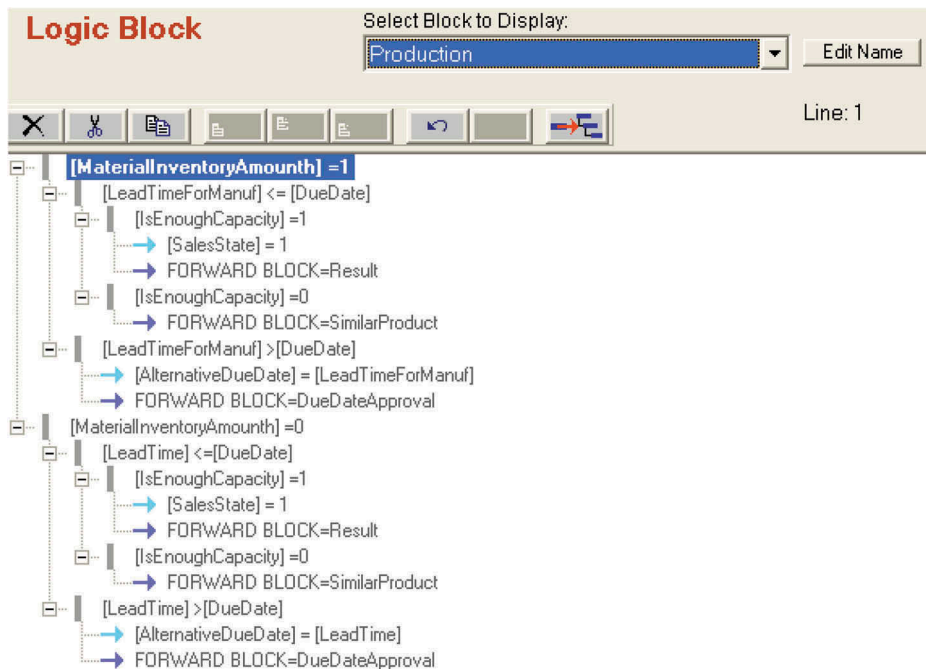 Logic Block
Select Block to Display:
Production
Edit Name
Line: 1
[MaterialInventoryAmounth] =1
[LeadTimeForManuf] <= [DueDate]
[IsEnoughCapacity] =1
[SalesState] = 1
FORWARD BLOCK=Result
[IsEnoughCapacity] =0
FORWARD BLOCK=SimilarProduct
[LeadTimeForManuf] >[DueDate]
[AlternativeDueDate] = [LeadTimeForManuf]
FORWARD BLOCK=DueDateApproval
[MaterialInventoryAmounth] =0
[LeadTime] <=[DueDate]
[IsEnoughCapacity] =1
[SalesState] = 1
FORWARD BLOCK=Result
[IsEnoughCapacity] =0
FORWARD BLOCK=SimilarProduct
[LeadTime] >[DueDate]
[AlternativeDueDate] = [LeadTime]
FORWARD BLOCK=DueDateApproval